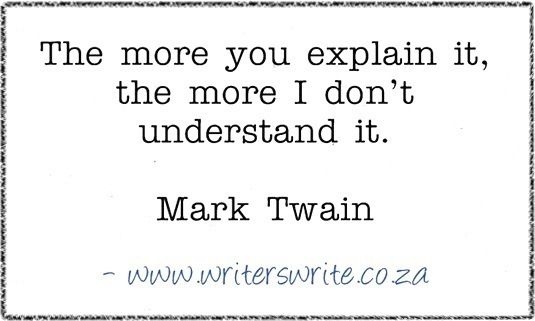 The more you explain it,
the more I don't
understand it.
Mark Twain
- www.writerswrite.co.za